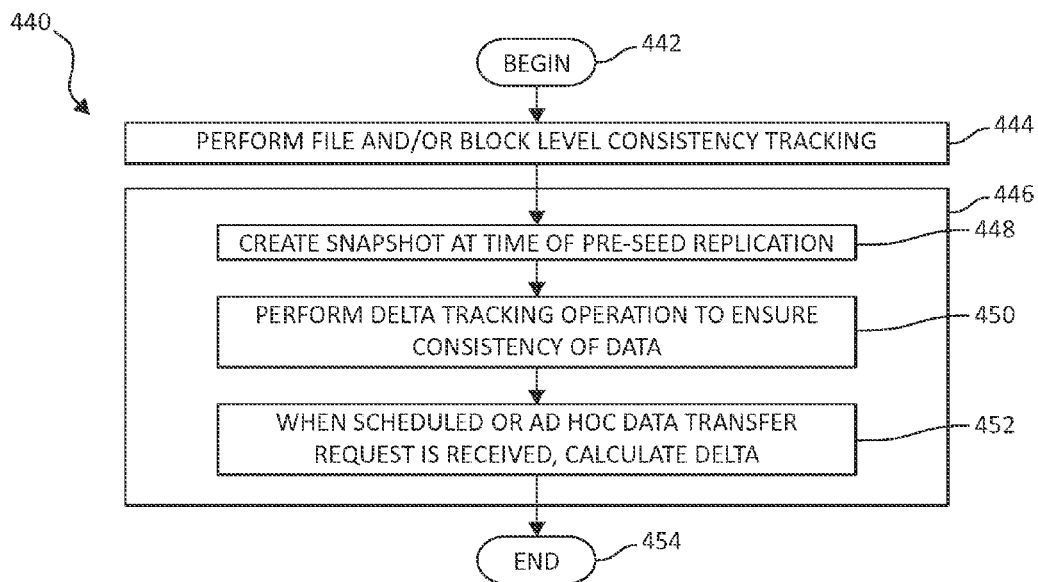 440
BEGIN
442
PERFORM FILE AND/OR BLOCK LEVEL CONSISTENCY TRACKING
444
446
CREATE SNAPSHOT AT TIME OF PRE-SEED REPLICATION
448
PERFORM DELTA TRACKING OPERATION TO ENSURE
CONSISTENCY OF DATA
450
WHEN SCHEDULED OR AD HOC DATA TRANSFER
REQUEST IS RECEIVED, CALCULATE DELTA
452
END
454